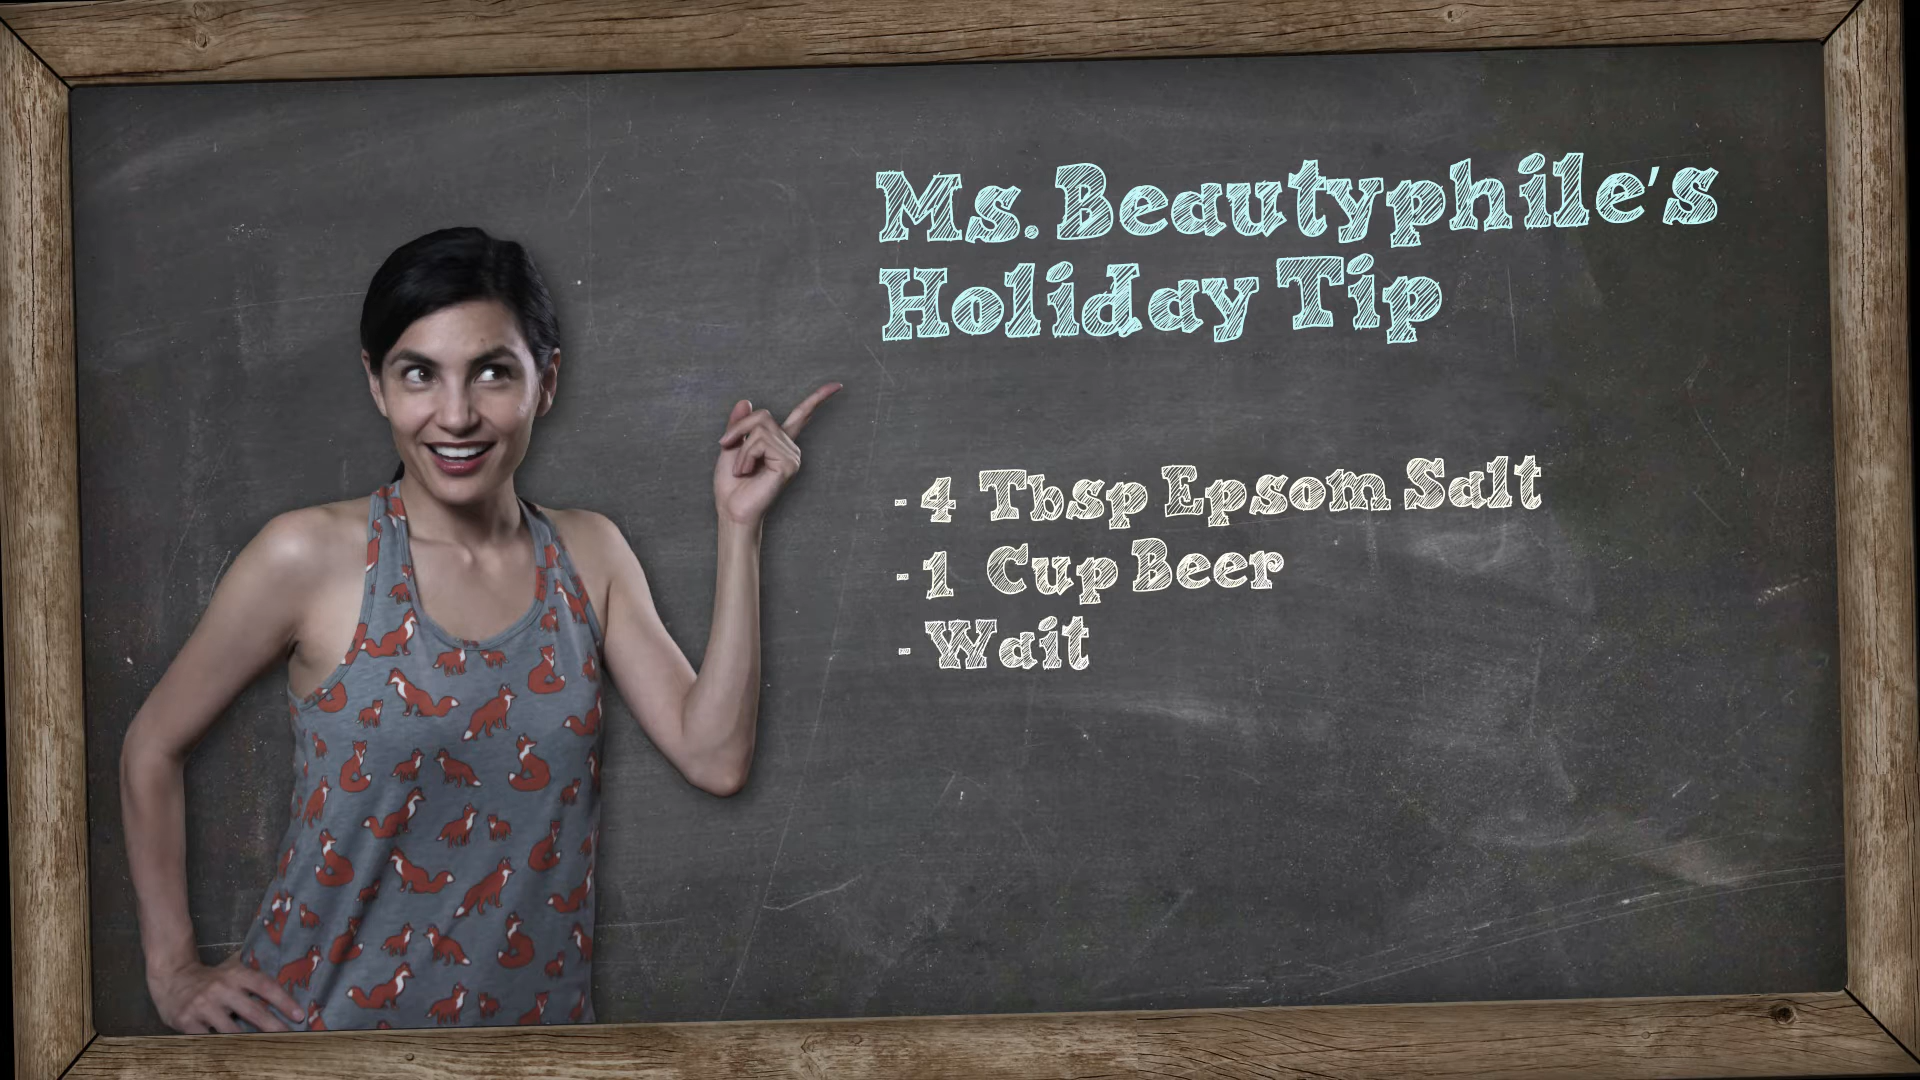 Ms. Beautyphile's
Holiday Tip
- 4 Tbsp Epsom Salt
- 1 Cup Beer
- Wait